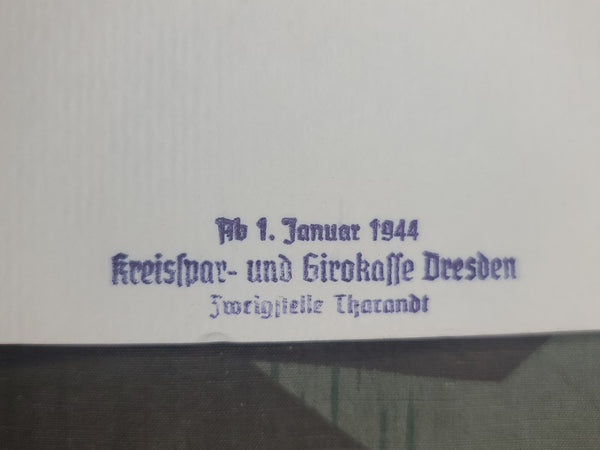 Ab 1. Januar 1944
Kreisspar- und Girokasse Dresden
Zweigstelle Tharandt